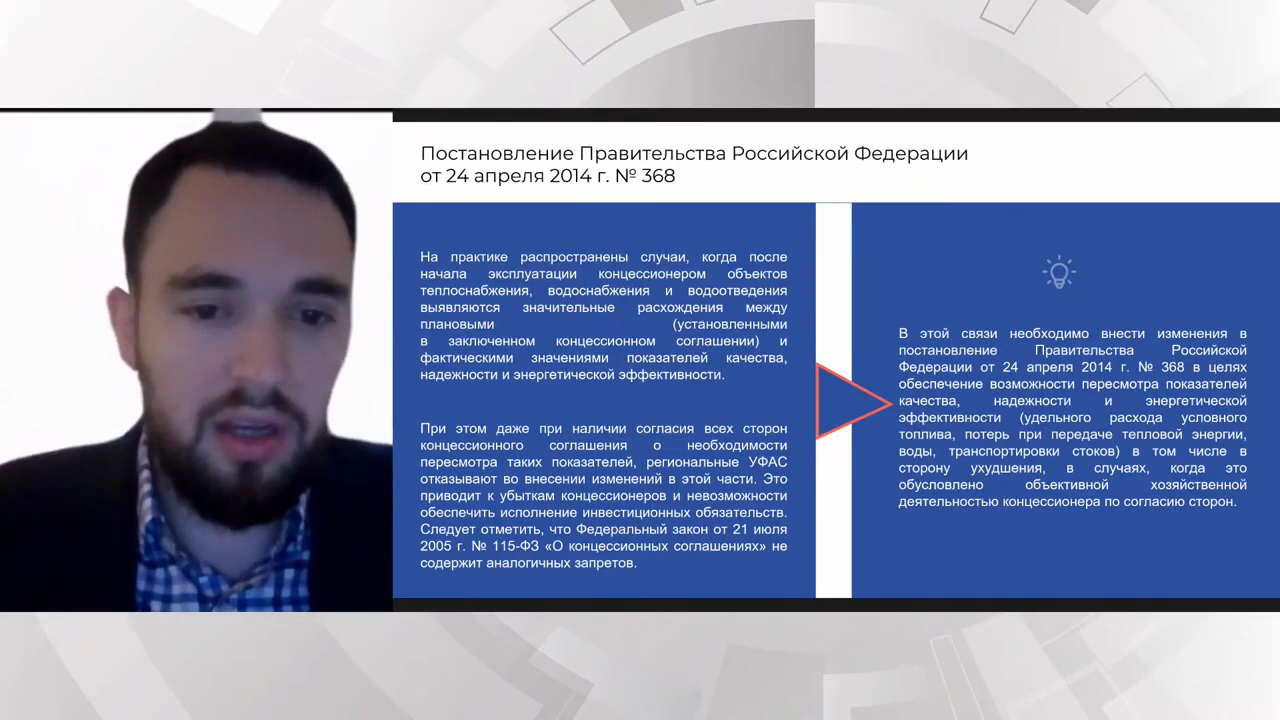 Постановление Правительства Российской Федерации
от 24 апреля 2014 г. № 368
На практике распространены случаи, когда после
начала эксплуатации концессионером объектов
теплоснабжения, водоснабжения и водоотведения
выявляются значительные расхождения между
плановыми (установленными
в заключенном концессионном соглашении) и
фактическими значениями показателей качества,
надежности и энергетической эффективности.
При этом даже при наличии согласия всех сторон
концессионного соглашения о необходимости
пересмотра таких показателей, региональные УФАС
отказывают во внесении изменений в этой части. Это
приводит к убыткам концессионеров и невозможности
обеспечить исполнение инвестиционных обязательств.
Следует отметить, что Федеральный закон от 21 июля
2005 г. № 115-ФЗ «О концессионных соглашениях» не
содержит аналогичных запретов.
В этой связи необходимо внести изменения в
постановление Правительства Российской
Федерации от 24 апреля 2014 г. № 368 в целях
обеспечение возможности пересмотра показателей
качества, надежности и энергетической
эффективности (удельного расхода условного
топлива, потерь при передаче тепловой энергии,
воды, транспортировки стоков) в том числе в
сторону ухудшения, в случаях, когда это
обусловлено объективной хозяйственной
деятельностью концессионера по согласию сторон.